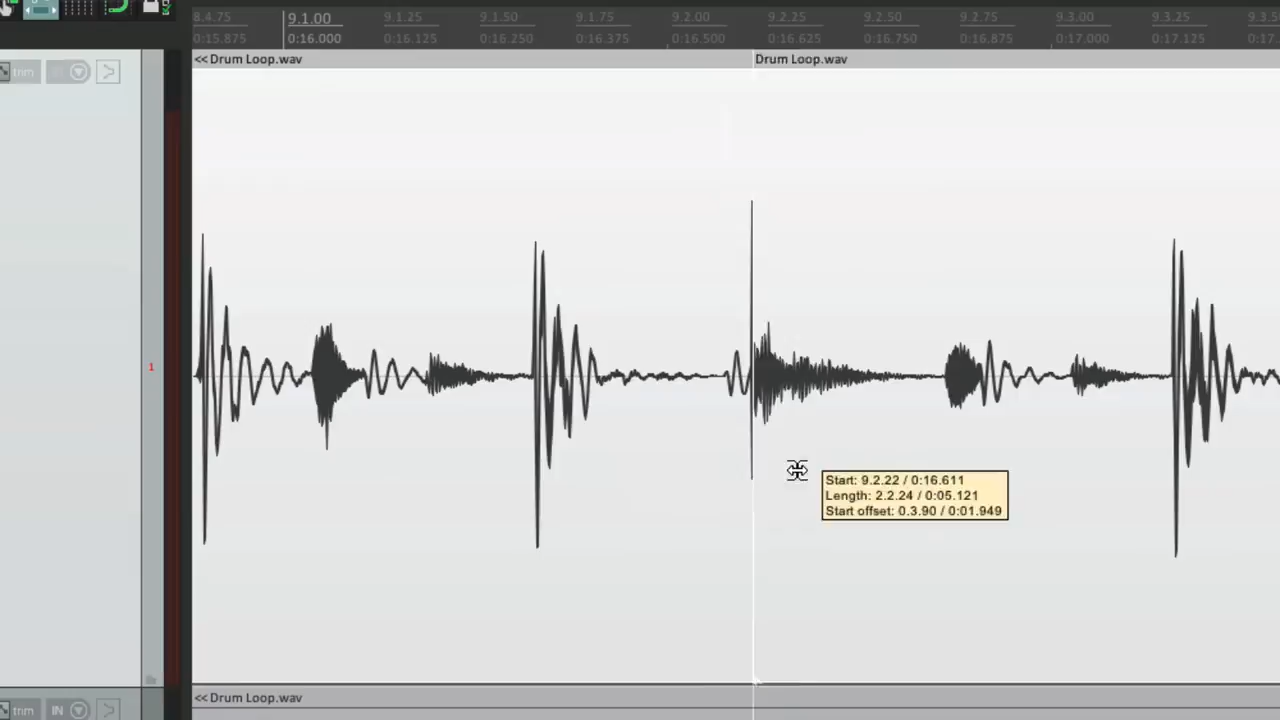 8.4.75 9.1.00 9.1.25 9.1.50 9.1.75 9.2.00 9.2.25 9.2.50 9.2.75 9.3.00 9.3.25
0:15.875 0:16.000 0:16.125 0:16.250 0:16.375 0:16.500 0:16.625 0:16.750 0:16.875 0:17.000 0:17.125
<< Drum Loop.wav Drum Loop.wav
trim IN
1
Start: 9.2.22 / 0:16.611
Length: 2.2.24 / 0:05.121
Start offset: 0.3.90 / 0:01.949
<< Drum Loop.wav
trim IN